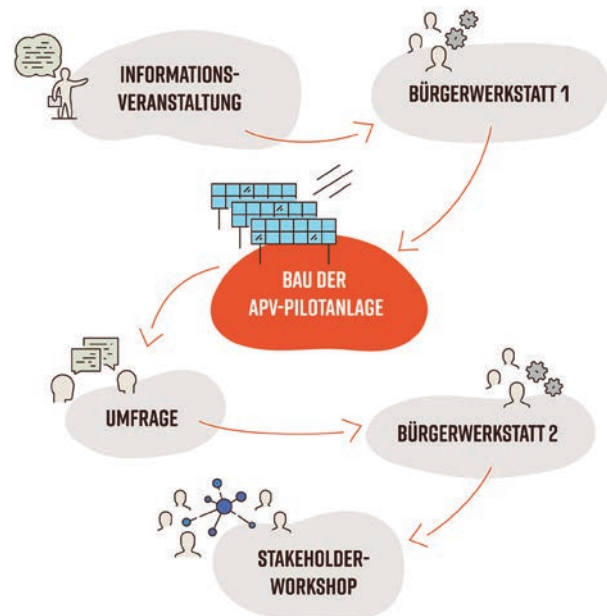 INFORMATIONS-
VERANSTALTUNG
BÜRGERWERKSTATT 1
BAU DER
APV-PILOTANLAGE
UMFRAGE
BÜRGERWERKSTATT 2
STAKEHOLDER-
WORKSHOP